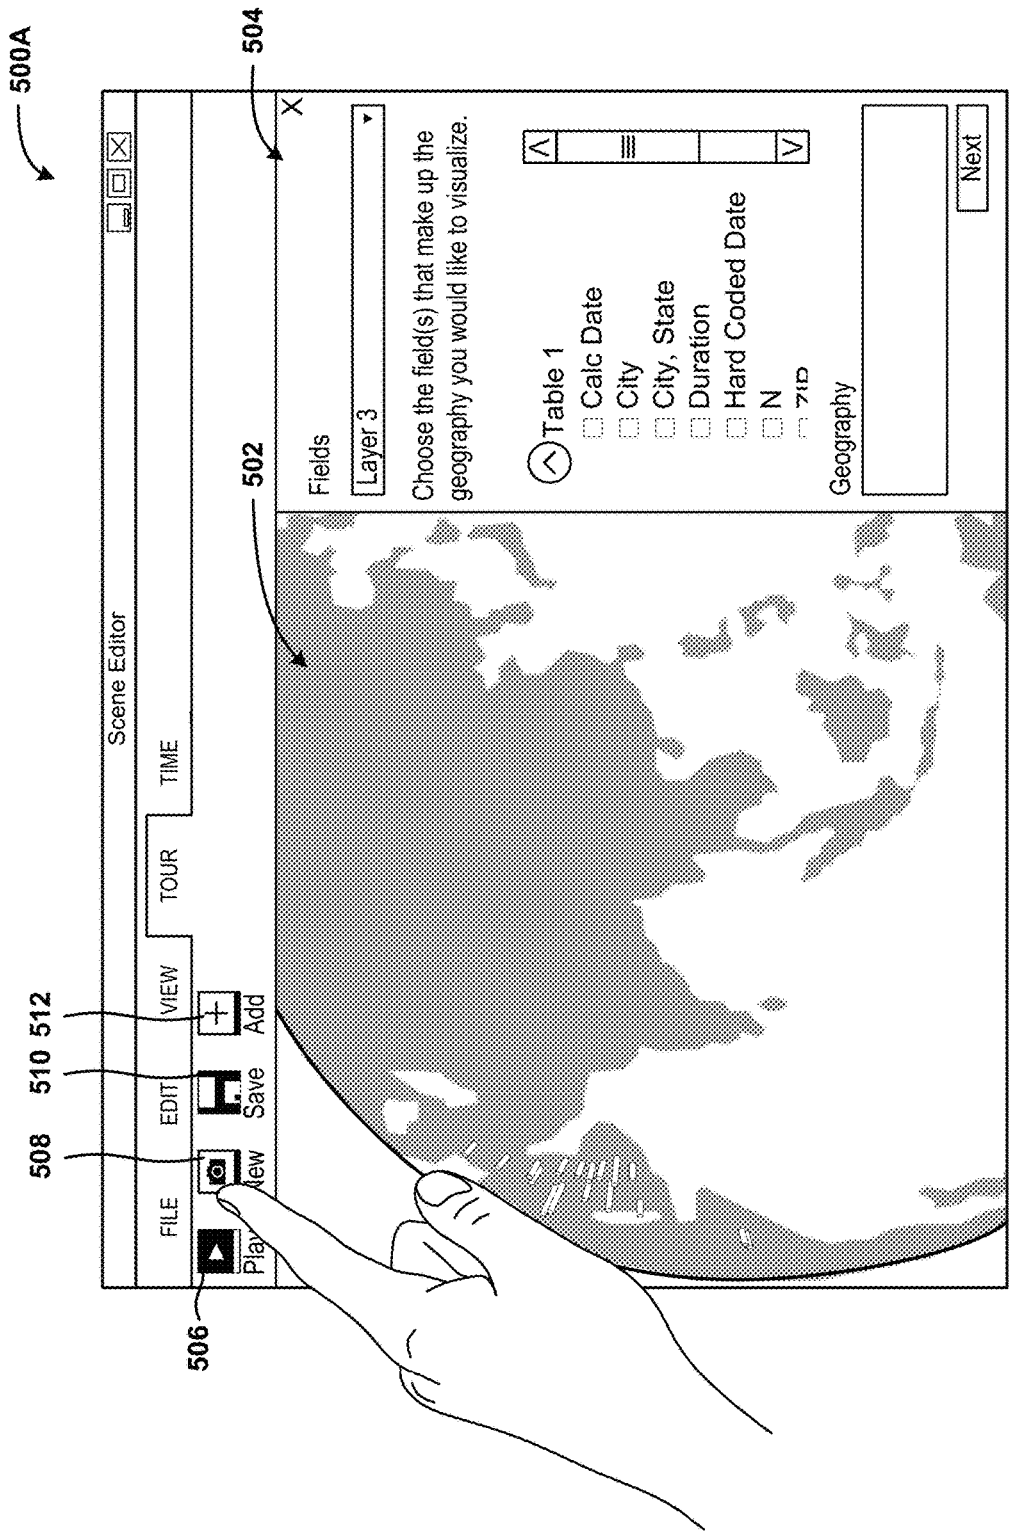 500A
Scene Editor
FILE
EDIT
VIEW
TOUR
TIME
506
508
510
512
Play
New
Save
Add
502
504
X
Fields
Layer 3
Choose the field(s) that make up the
geography you would like to visualize.
Table 1
Calc Date
City
City, State
Duration
Hard Coded Date
N
ZIP
Geography
Next